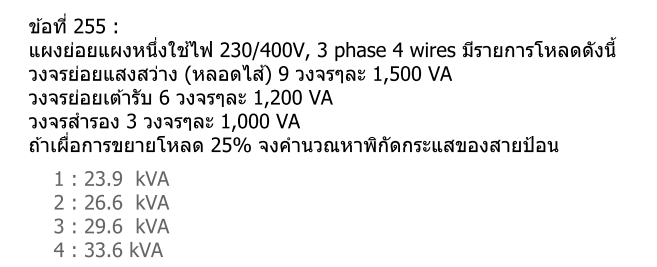 ข้อที่ 255 :
แผงย่อยแผงหนึ่งใช้ไฟ 230/400V, 3 phase 4 wires มีรายการโหลดดังนี้
วงจรย่อยแสงสว่าง (หลอดไส้) 9 วงจรๆละ 1,500 VA
วงจรย่อยเต้ารับ 6 วงจรๆละ 1,200 VA
วงจรสำรอง 3 วงจรๆละ 1,000 VA
ถ้าเผื่อการขยายโหลด 25% จงคำนวณหาพิกัดกระแสของสายป้อน
1 : 23.9 kVA
2 : 26.6 kVA
3 : 29.6 kVA
4 : 33.6 kVA